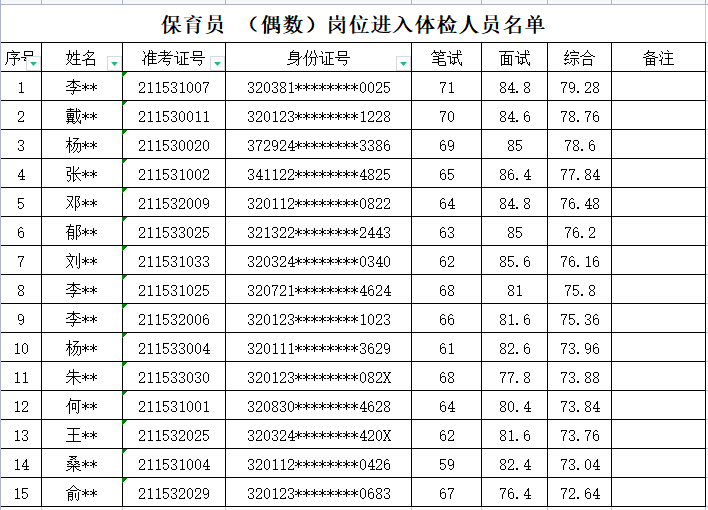 保育员 （偶数）岗位进入体检人员名单
序号 姓名 准考证号 身份证号 笔试 面试 综合 备注
1 李** 211531007 320381********0025 71 84.8 79.28
2 戴** 211530011 320123********1228 70 84.6 78.76
3 杨** 211530020 372924********3386 69 85 78.6
4 张** 211531002 341122********4825 65 86.4 77.84
5 邓** 211532009 320112********0822 64 84.8 76.48
6 郁** 211533025 321322********2443 63 85 76.2
7 刘** 211531033 320324********0340 62 85.6 76.16
8 李** 211531025 320721********4624 68 81 75.8
9 李** 211532006 320123********1023 66 81.6 75.36
10 杨** 211533004 320111********3629 61 82.6 73.96
11 朱** 211533030 320123********082X 68 77.8 73.88
12 何** 211531001 320830********4628 64 80.4 73.84
13 王** 211532025 320324********420X 62 81.6 73.76
14 桑** 211531004 320112********0426 59 82.4 73.04
15 俞** 211532029 320123********0683 67 76.4 72.64